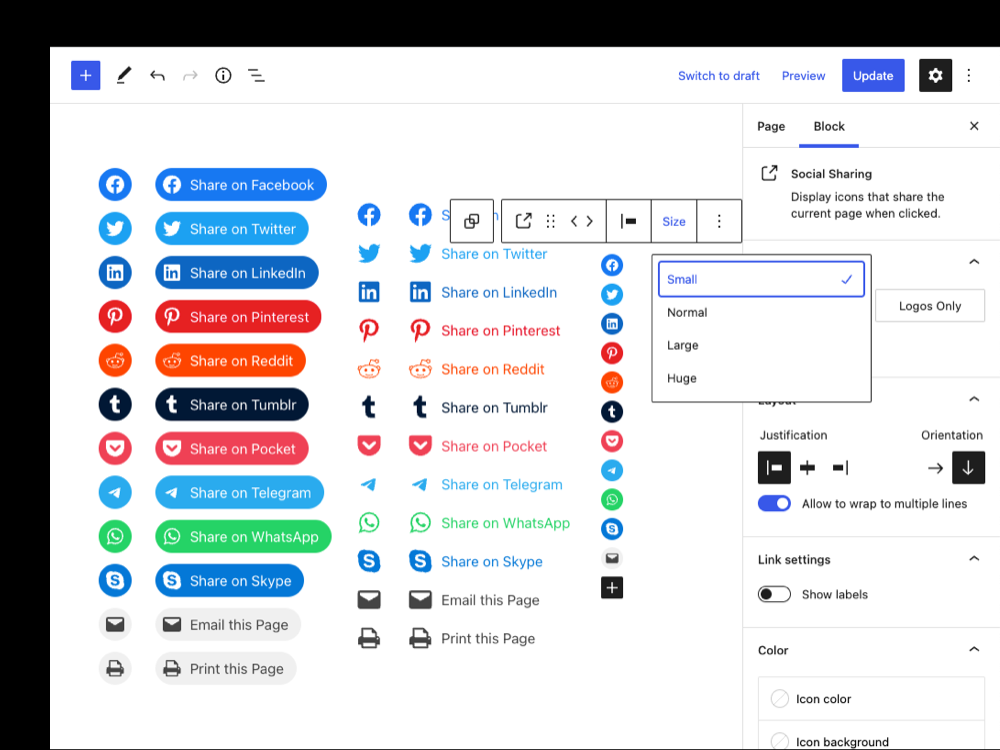 Switch to draft
Preview
Update
Page
Block
Social Sharing
Display icons that share the
current page when clicked.
Share on Facebook
Share on Twitter
Share on LinkedIn
Share on Pinterest
Share on Reddit
Share on Tumblr
Share on Pocket
Share on Telegram
Share on WhatsApp
Share on Skype
Email this Page
Print this Page
Share on Twitter
Share on LinkedIn
Share on Pinterest
Share on Reddit
Share on Tumblr
Share on Pocket
Share on Telegram
Share on WhatsApp
Share on Skype
Email this Page
Print this Page
Size
Small
Normal
Large
Huge
Logos Only
Layout
Justification
Orientation
Allow to wrap to multiple lines
Link settings
Show labels
Color
Icon color
Icon background